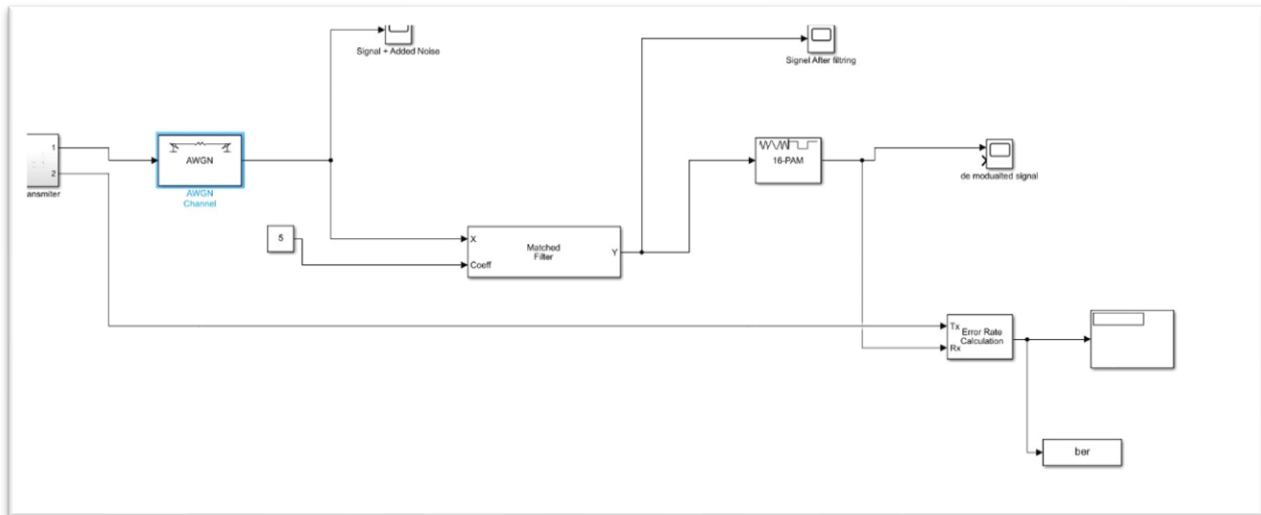 Signal + Added Noise
Signel After filtring
1
2
ansmiter
AWGN
AWGN
Channel
5
X
Coeff
Matched
Filter
Y
16-PAM
de modualted signal
Tx
Rx
Error Rate
Calculation
ber